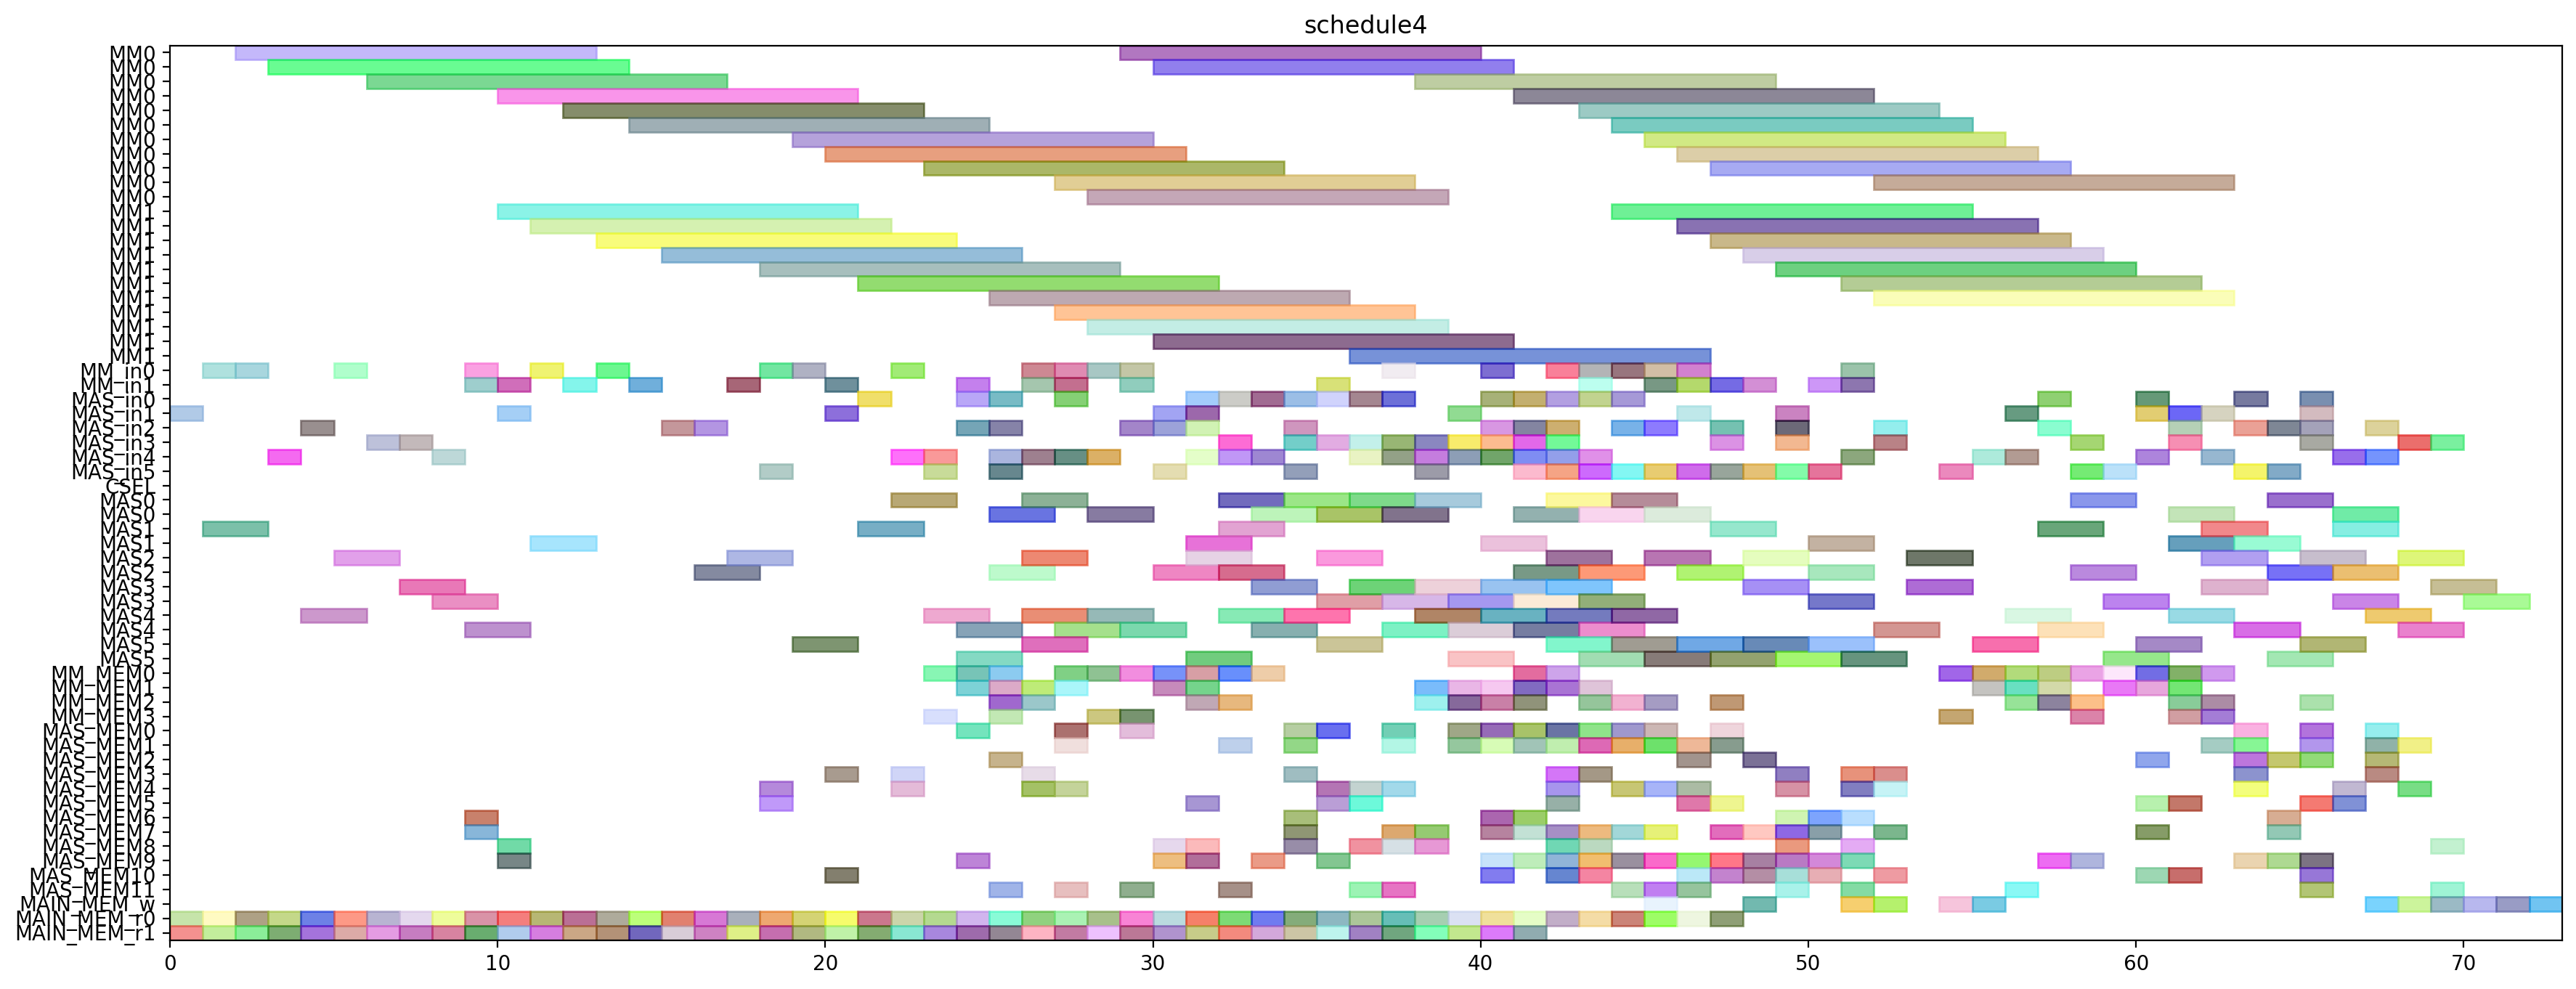 schedule4
MM0
MM0
MM0
MM0
MM0
MM0
MM0
MM0
MM0
MM0
MM0
MM1
MM1
MM1
MM1
MM1
MM1
MM1
MM1
MM1
MM1
MM1
MM_in0
MM_in1
MAS_in0
MAS_in1
MAS_in2
MAS_in3
MAS_in4
MAS_in5
CSEL
MAS0
MAS0
MAS1
MAS1
MAS2
MAS2
MAS3
MAS3
MAS4
MAS4
MAS5
MAS5
MM_MEM0
MM_MEM1
MM_MEM2
MM_MEM3
MAS_MEM0
MAS_MEM1
MAS_MEM2
MAS_MEM3
MAS_MEM4
MAS_MEM5
MAS_MEM6
MAS_MEM7
MAS_MEM8
MAS_MEM9
MAS_MEM10
MAS_MEM11
MAIN_MEM_w
MAIN_MEM_r0
MAIN_MEM_r1
0 10 20 30 40 50 60 70